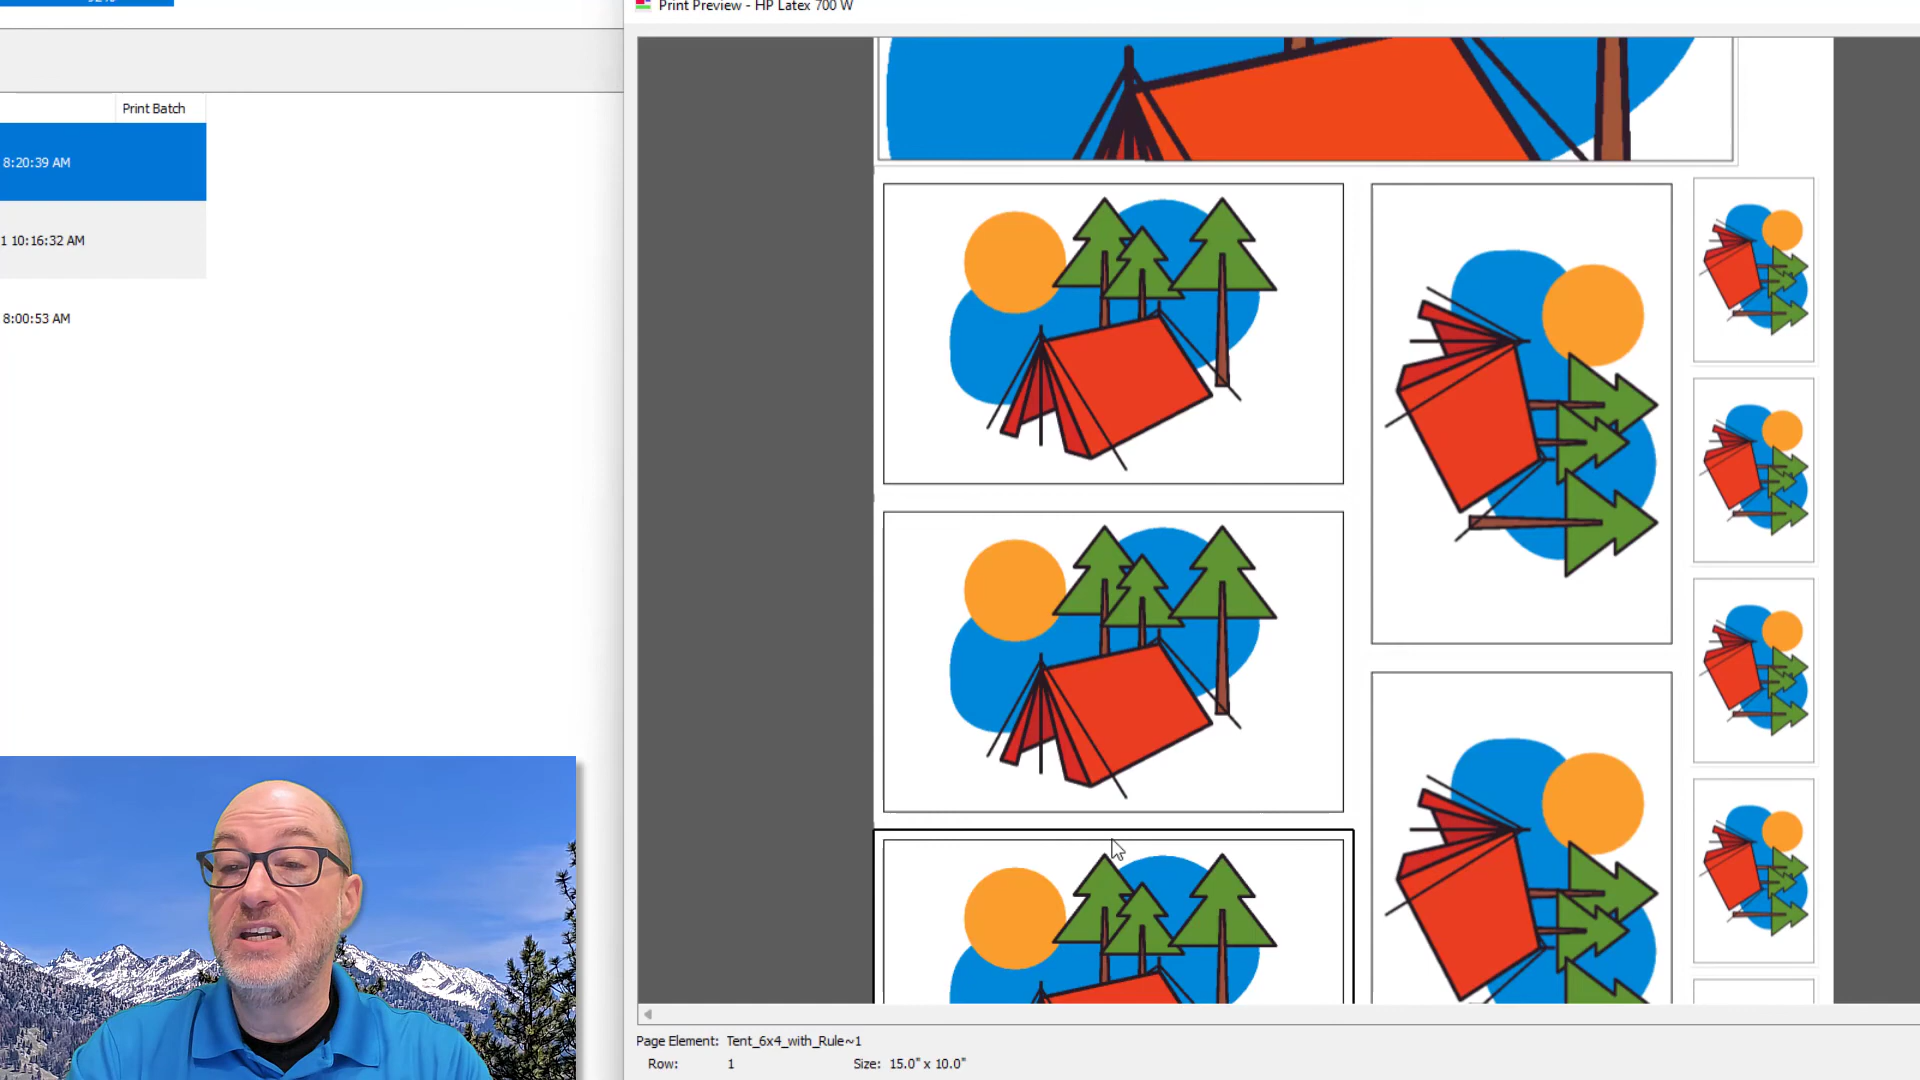 Print Preview - HP Latex 700 W
Print Batch
8:20:39 AM
1 10:16:32 AM
8:00:53 AM
Page Element: Tent_6x4_with_Rule~1
Row: 1 Size: 15.0" x 10.0"